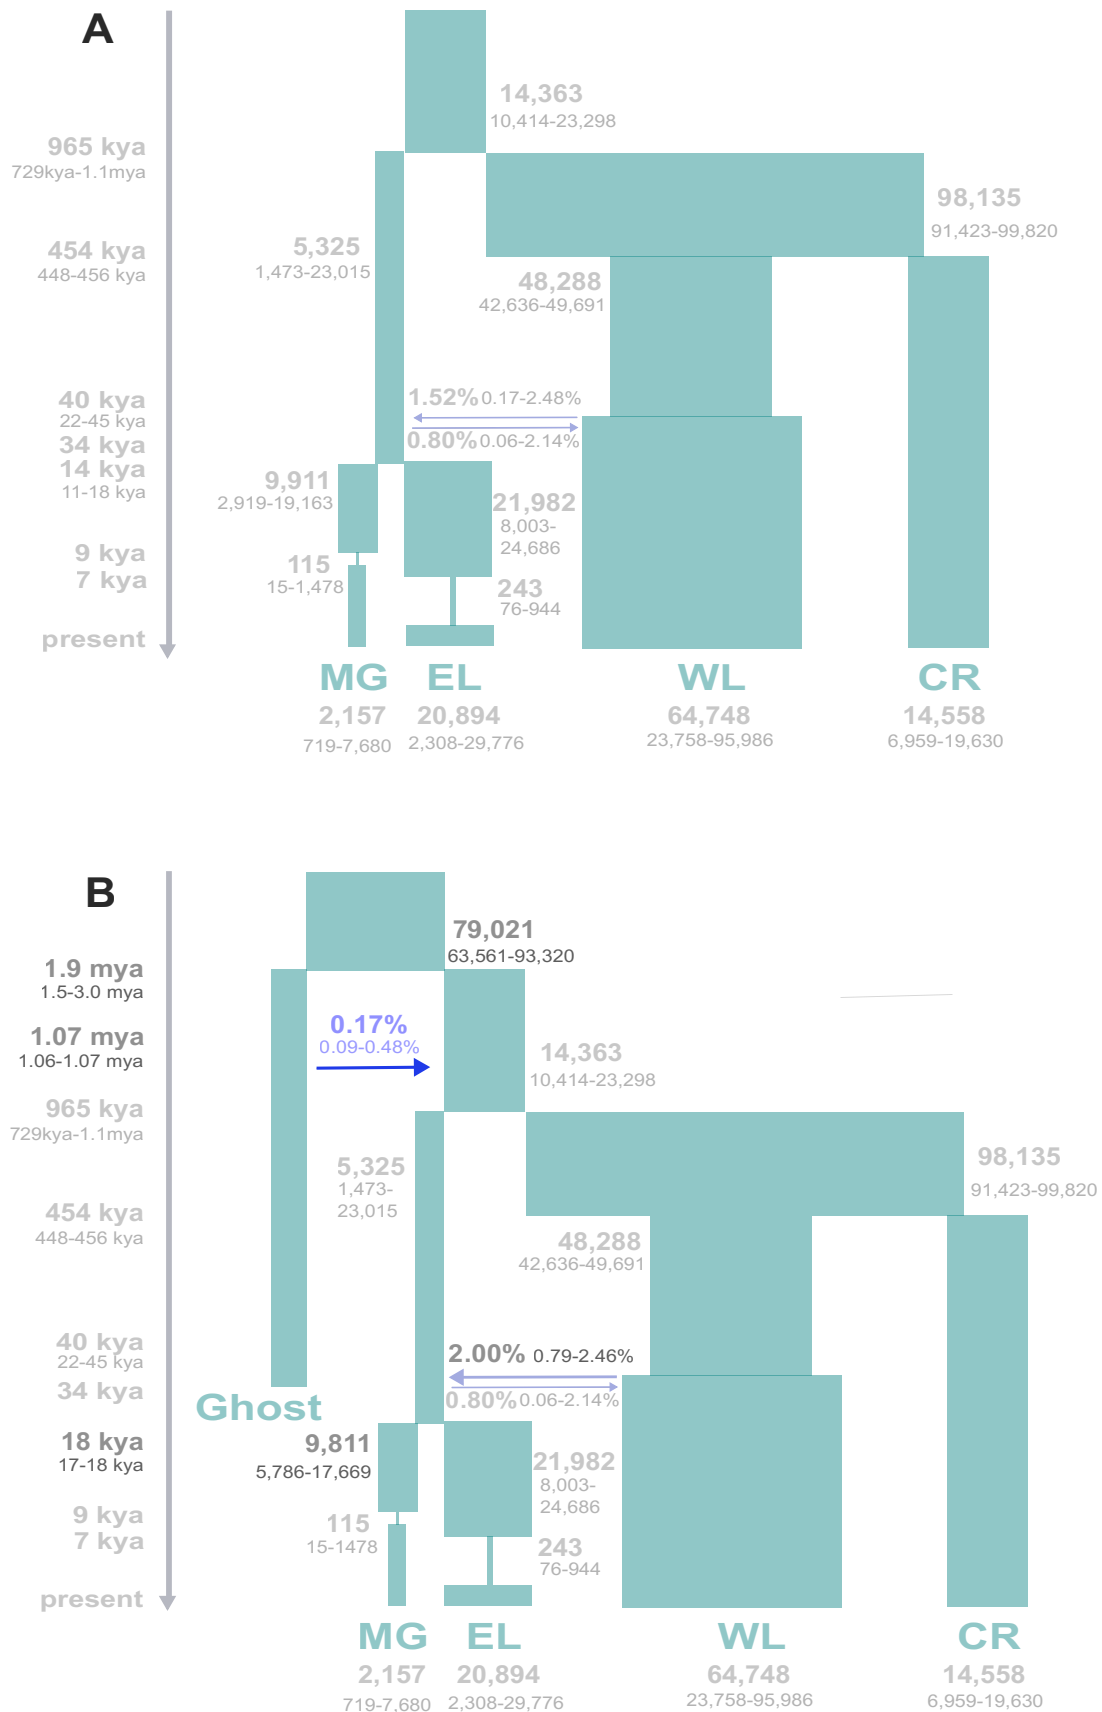 A
14,363
10,414-23,298
965 kya
729kya-1.1mya
98,135
91,423-99,820
5,325
1,473-23,015
454 kya
448-456 kya
48,288
42,636-49,691
40 kya
22-45 kya
1.52% 0.17-2.48%
34 kya
0.80% 0.06-2.14%
14 kya
11-18 kya
9,911
2,919-19,163
21,982
8,003-
24,686
9 kya
7 kya
115
15-1,478
243
76-944
present
MG EL WL CR
2,157 20,894 64,748 14,558
719-7,680 2,308-29,776 23,758-95,986 6,959-19,630
B
79,021
63,561-93,320
1.9 mya
1.5-3.0 mya
1.07 mya
1.06-1.07 mya
0.17%
0.09-0.48%
14,363
10,414-23,298
965 kya
729kya-1.1mya
5,325
1,473-
23,015
98,135
91,423-99,820
454 kya
448-456 kya
48,288
42,636-49,691
40 kya
22-45 kya
2.00% 0.79-2.46%
34 kya
0.80% 0.06-2.14%
Ghost
18 kya
17-18 kya
9,811
5,786-17,669
21,982
8,003-
24,686
9 kya
7 kya
115
15-1478
243
76-944
present
MG EL WL CR
2,157 20,894 64,748 14,558
719-7,680 2,308-29,776 23,758-95,986 6,959-19,630